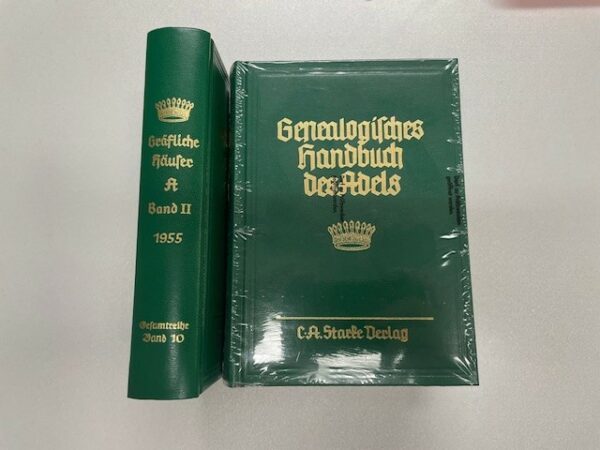 Gräfliche
Häuser
A
Band II
1955
Gesamtreihe
Band 10
Genealogisches
Handbuch
des Adels
C.A. Starke Verlag